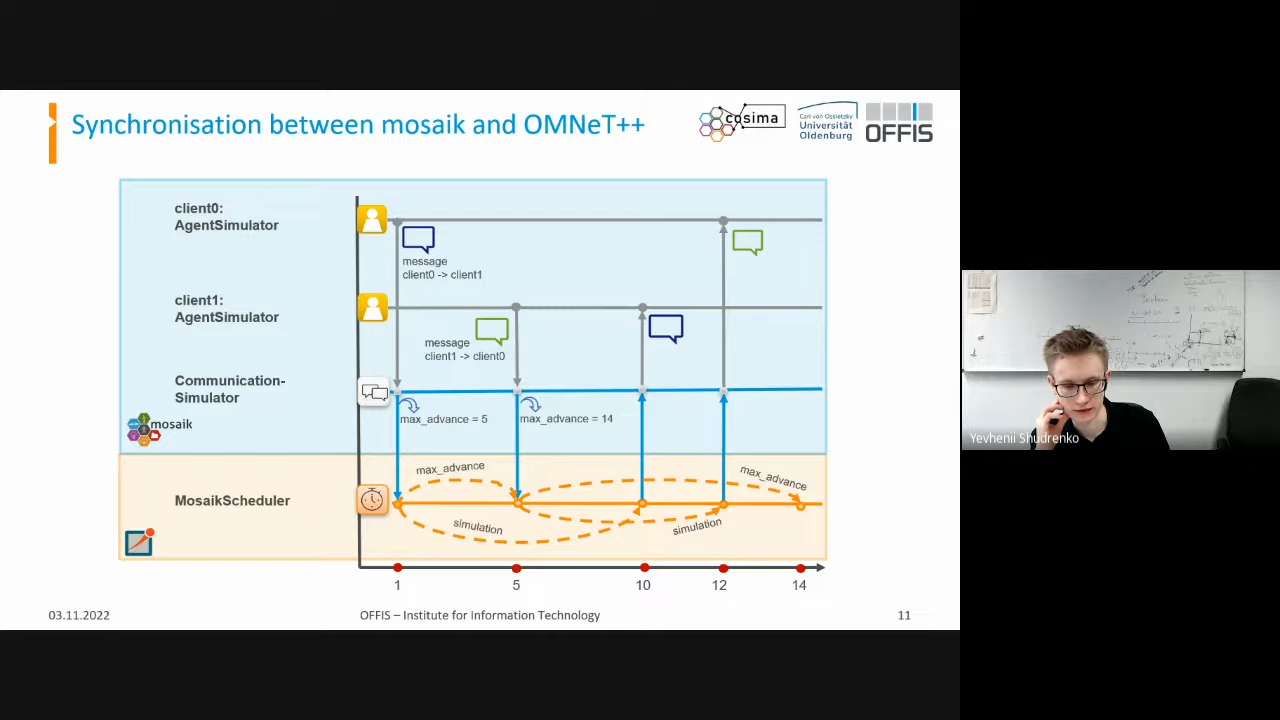 Synchronisation between mosaik and OMNeT++
cosima
Carl von Ossietzky
Universität
Oldenburg
OFFIS
client0:
AgentSimulator
message
client0 -> client1
client1:
AgentSimulator
message
client1 -> client0
Communication-
Simulator
max_advance = 5
max_advance = 14
mosaik
max_advance
max_advance
MosaikScheduler
simulation
simulation
1
5
10
12
14
03.11.2022
OFFIS – Institute for Information Technology
11
Yevhenii Shudrenko